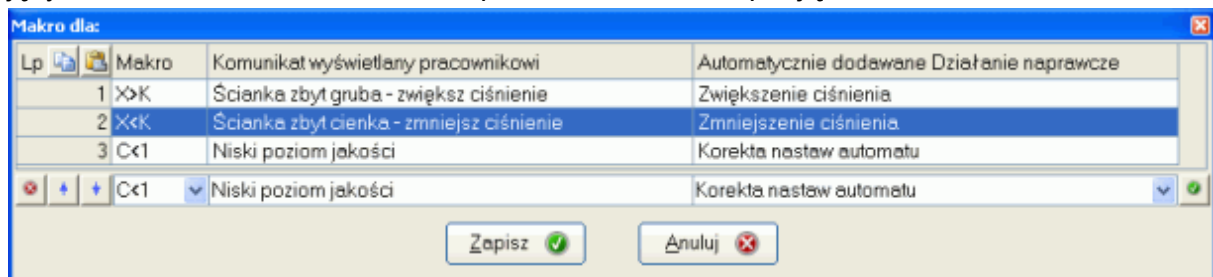 Makro dla:
Lp Makro Komunikat wyświetlany pracownikowi Automatycznie dodawane Działanie naprawcze
1 X>K Ścianka zbyt gruba - zwiększ ciśnienie Zwiększenie ciśnienia
2 X<K Ścianka zbyt cienka - zmniejsz ciśnienie Zmniejszenie ciśnienia
3 C<1 Niski poziom jakości Korekta nastaw automatu
C<1 Niski poziom jakości Korekta nastaw automatu
Zapisz Anuluj